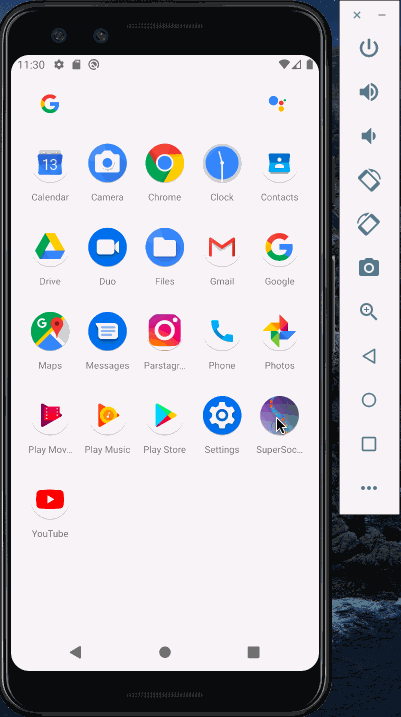 11:30
13
Calendar Camera Chrome Clock Contacts
Drive Duo Files Gmail Google
Maps Messages Parstagr... Phone Photos
Play Mov... Play Music Play Store Settings SuperSoc...
YouTube